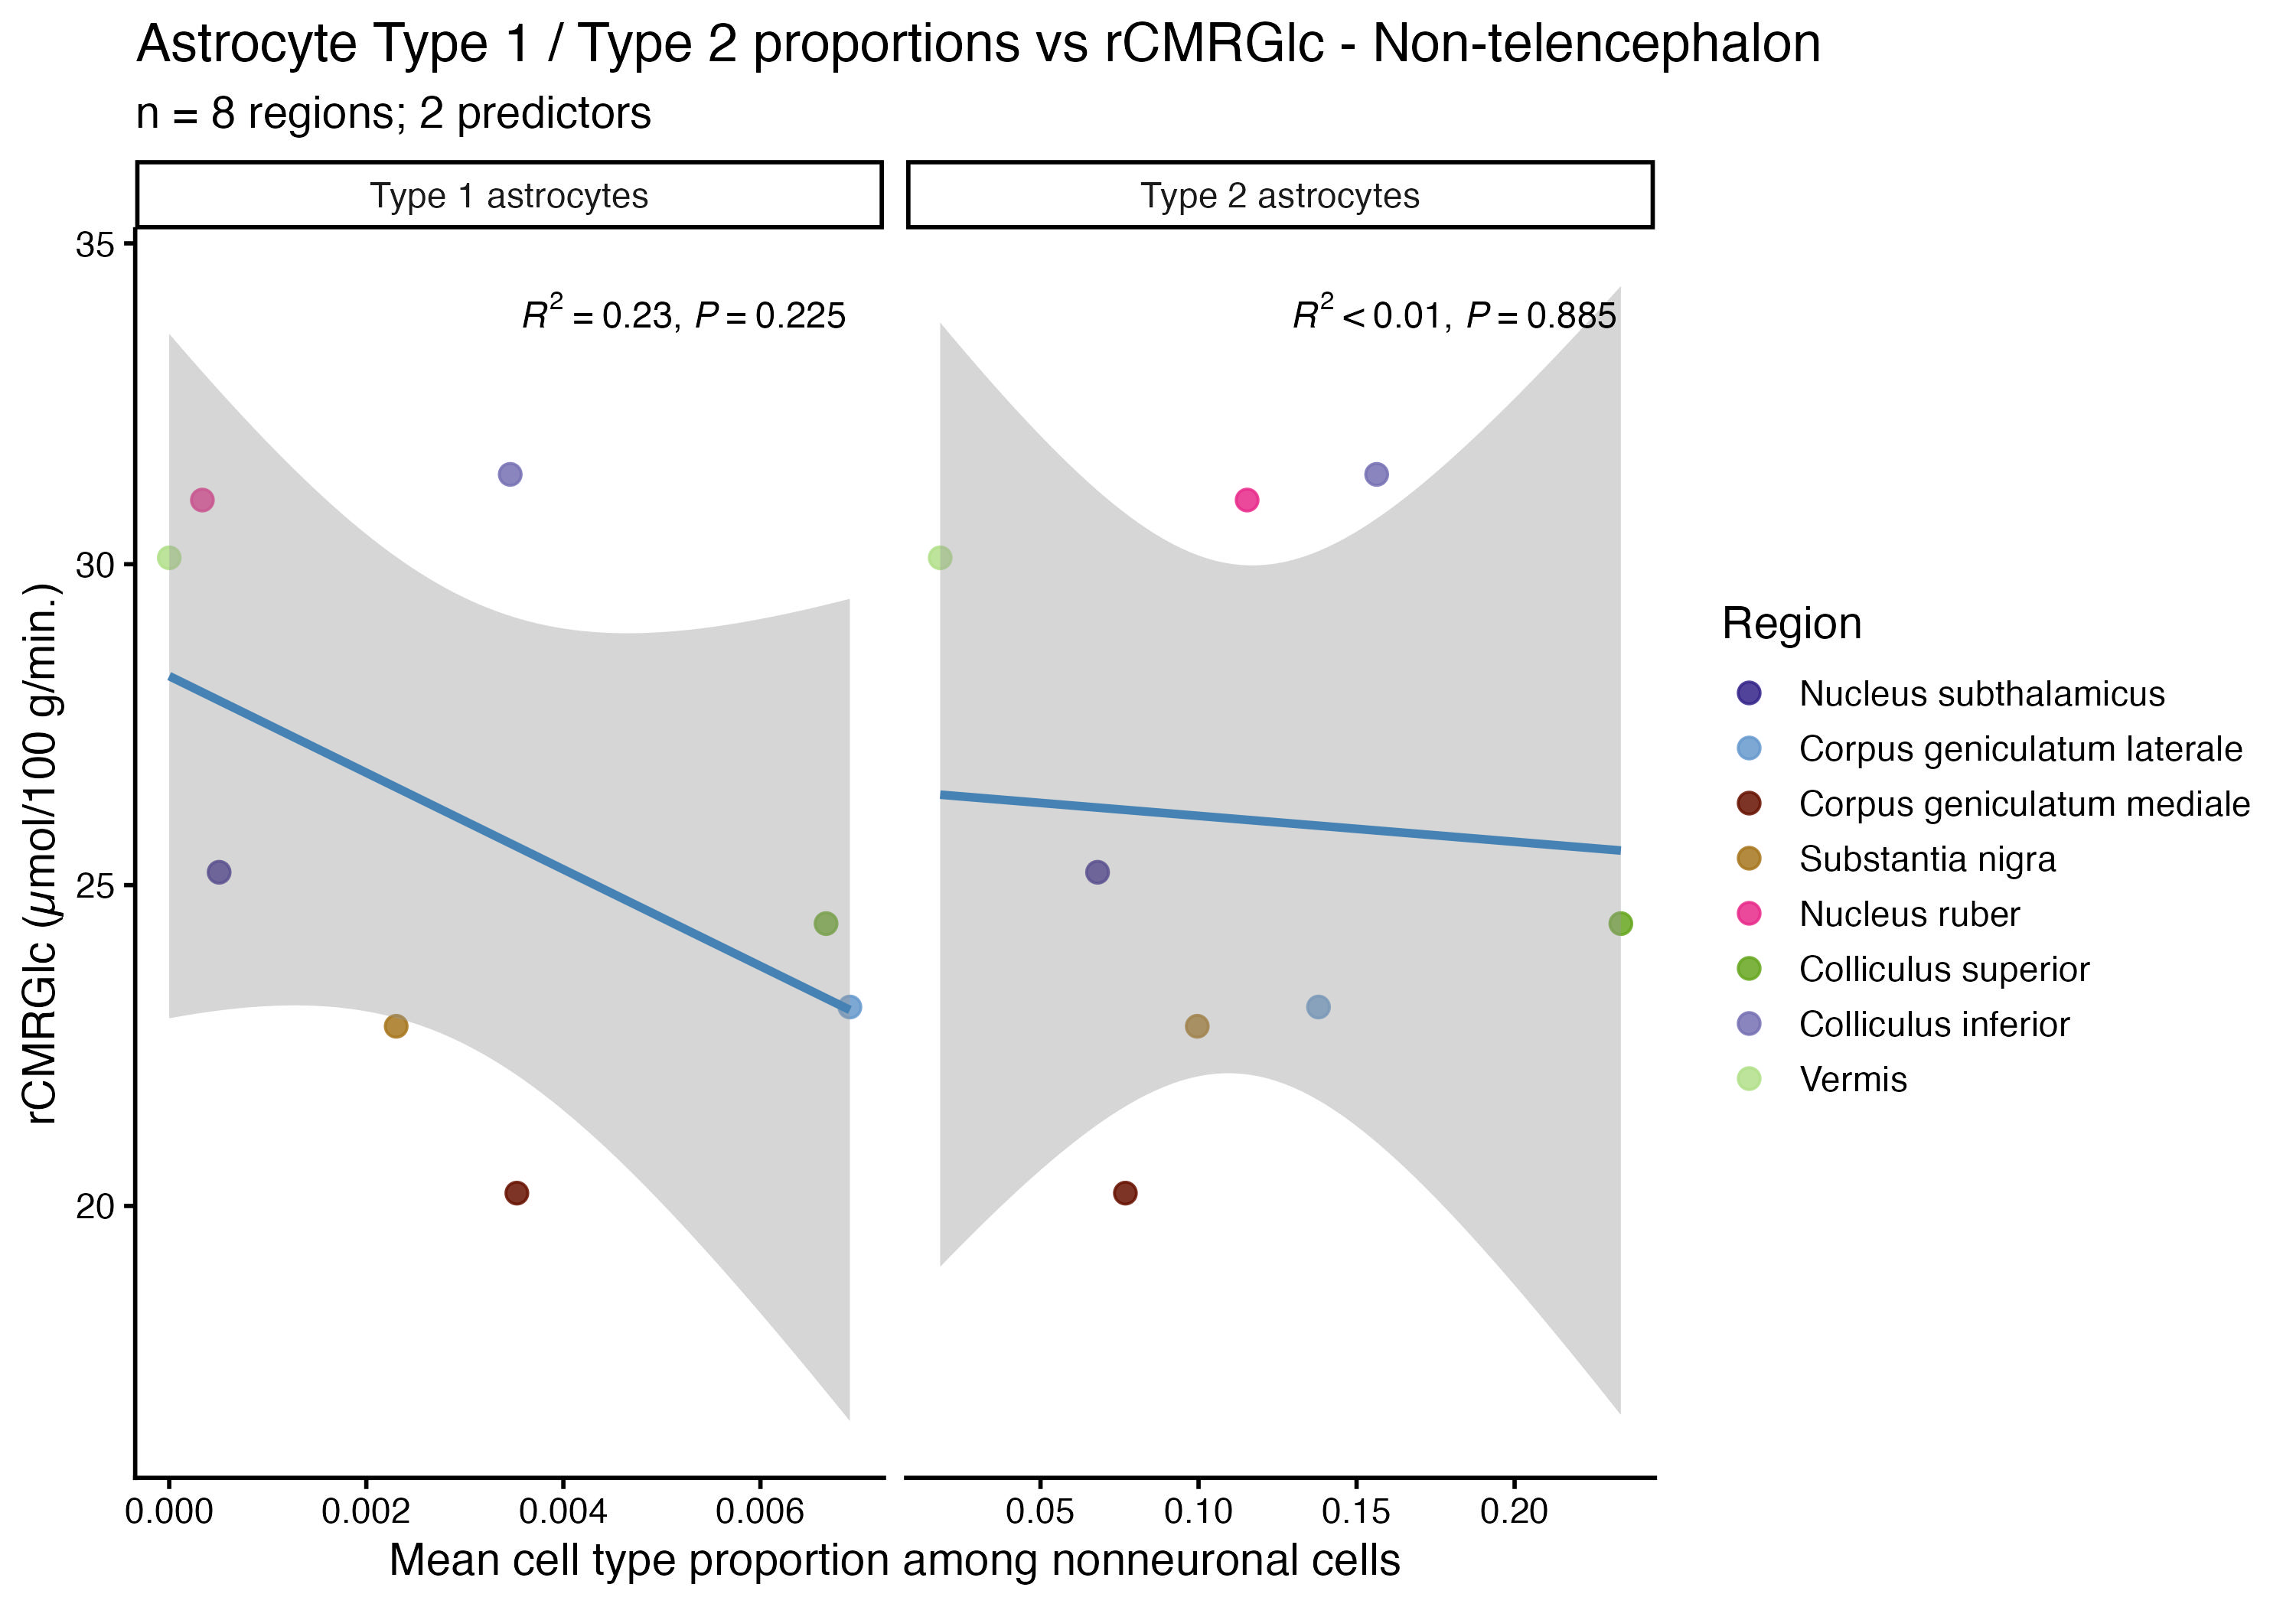 Astrocyte Type 1 / Type 2 proportions vs rCMRGlc - Non-telencephalon
n = 8 regions; 2 predictors
Type 1 astrocytes
Type 2 astrocytes
R² = 0.23, P = 0.225
R² < 0.01, P = 0.885
35
30
25
20
rCMRGlc (µmol/100 g/min.)
0.000
0.002
0.004
0.006
0.05
0.10
0.15
0.20
Mean cell type proportion among nonneuronal cells
Region
Nucleus subthalamicus
Corpus geniculatum laterale
Corpus geniculatum mediale
Substantia nigra
Nucleus ruber
Colliculus superior
Colliculus inferior
Vermis